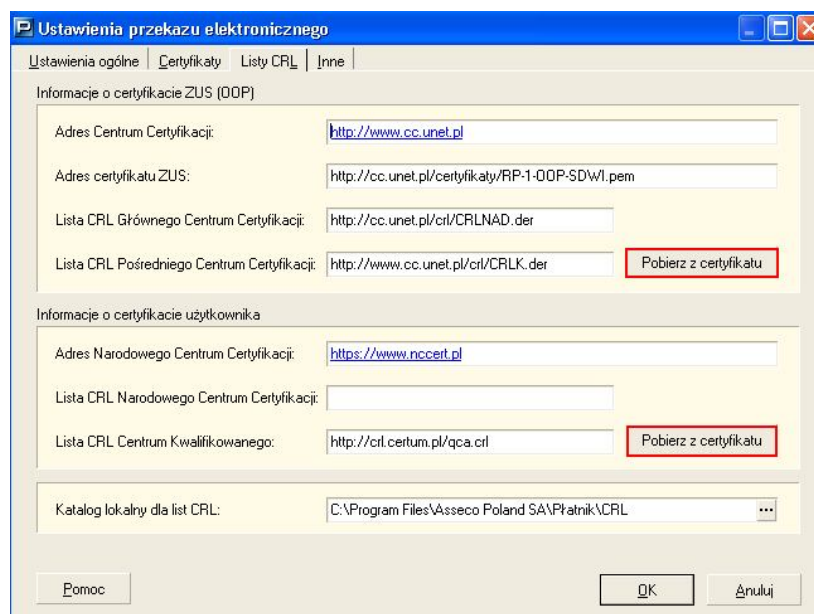 Ustawienia przekazu elektronicznego
Ustawienia ogólne Certyfikaty Listy CRL Inne
Informacje o certyfikacie ZUS (OOP)
Adres Centrum Certyfikacji: http://www.cc.unet.pl
Adres certyfikatu ZUS: http://cc.unet.pl/certyfikaty/RP-1-OOP-SDWI.pem
Lista CRL Głównego Centrum Certyfikacji: http://cc.unet.pl/crl/CRLNAD.der
Lista CRL Pośredniego Centrum Certyfikacji: http://www.cc.unet.pl/crl/CRLK.der Pobierz z certyfikatu
Informacje o certyfikacie użytkownika
Adres Narodowego Centrum Certyfikacji: https://www.nccert.pl
Lista CRL Narodowego Centrum Certyfikacji:
Lista CRL Centrum Kwalifikowanego: http://crl.certum.pl/qca.crl Pobierz z certyfikatu
Katalog lokalny dla list CRL: C:\Program Files\Asseco Poland SA\Płatnik\CRL ...
Pomoc OK Anuluj